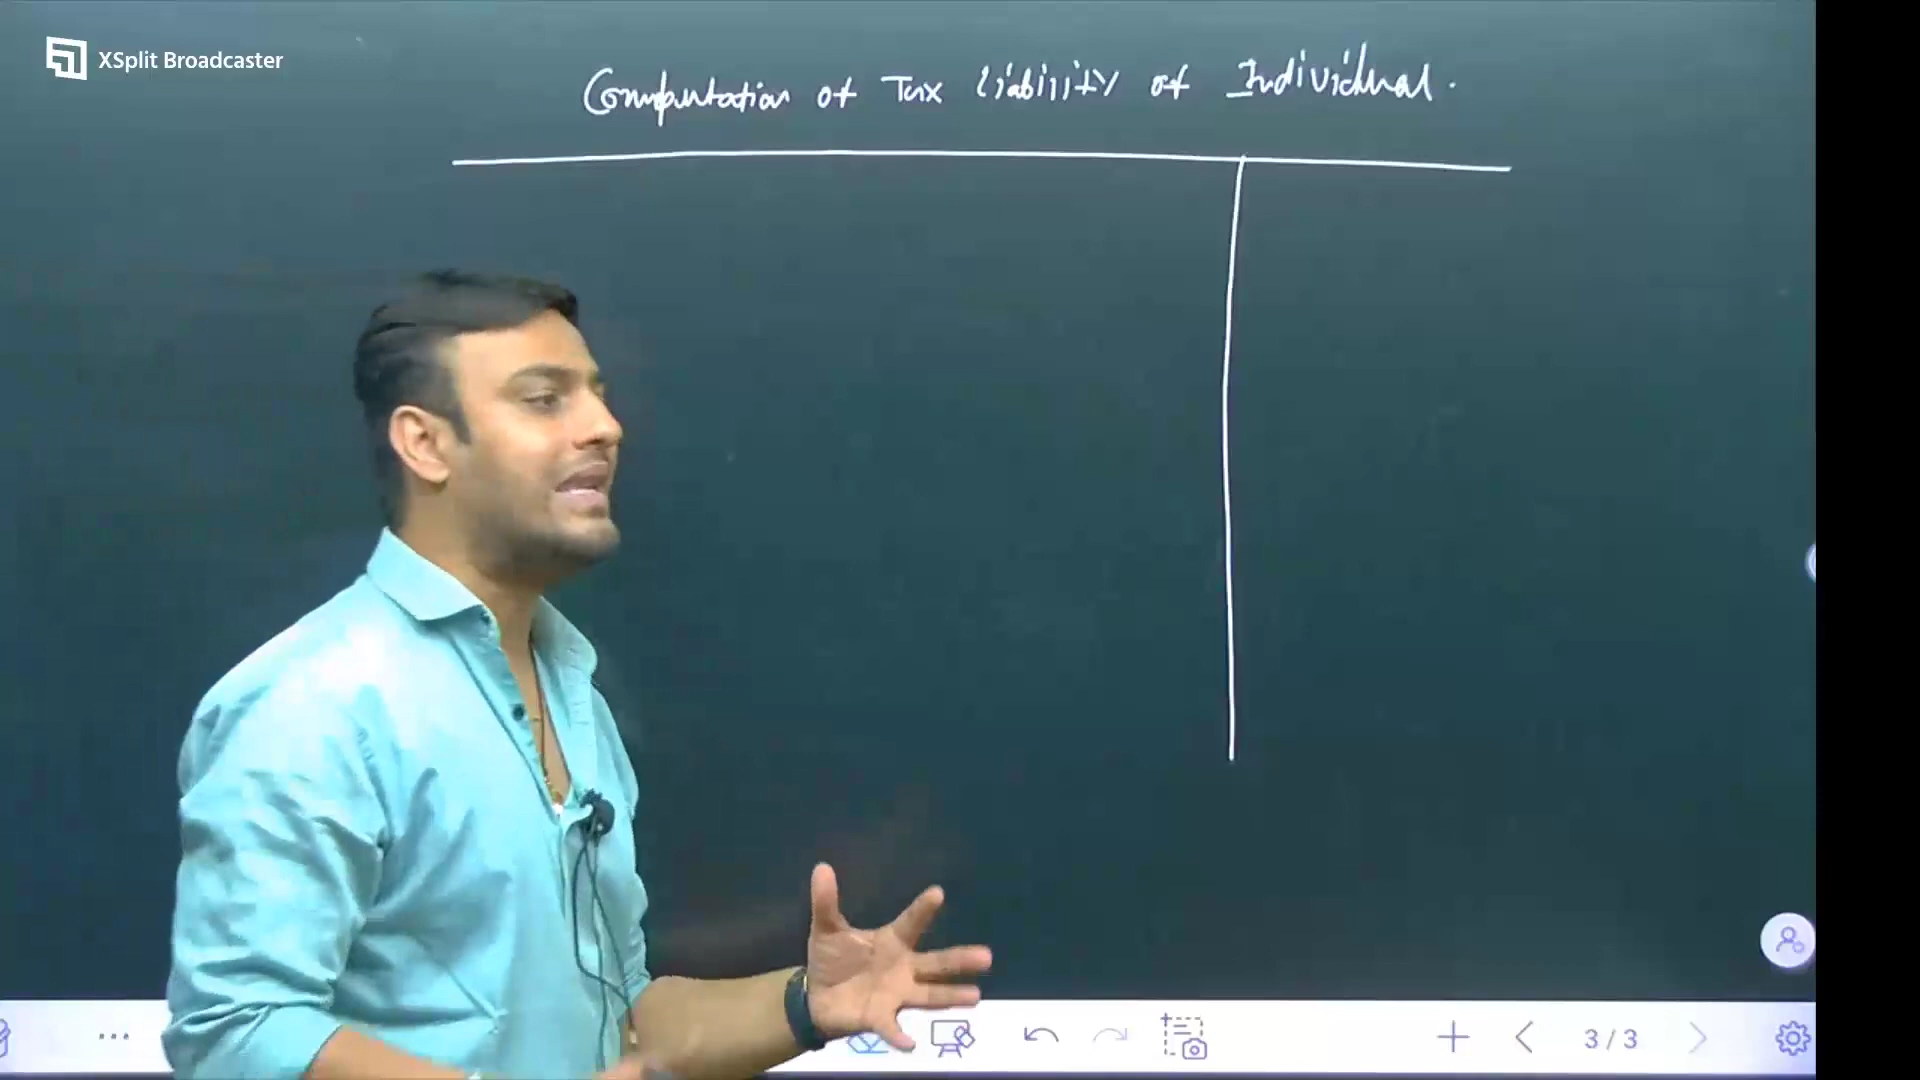 XSplit Broadcaster
Computation of Tax Liability of Individual.
3/3